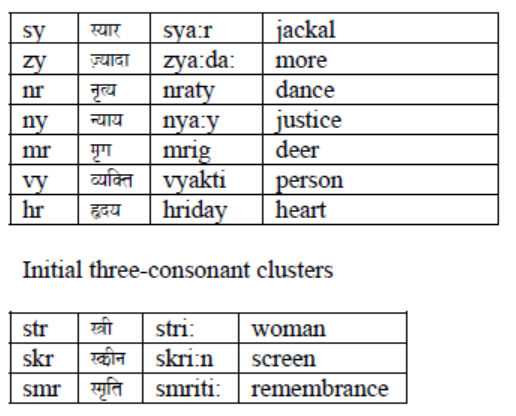 sy स्यार sya:r jackal
zy ज़्यादा zya:da: more
nr नृत्य nraty dance
ny न्याय nya:y justice
mr मृग mrig deer
vy व्यक्ति vyakti person
hr हृदय hriday heart
Initial three-consonant clusters
str स्त्री stri: woman
skr स्क्रीन skri:n screen
smr स्मृति smriti: remembrance